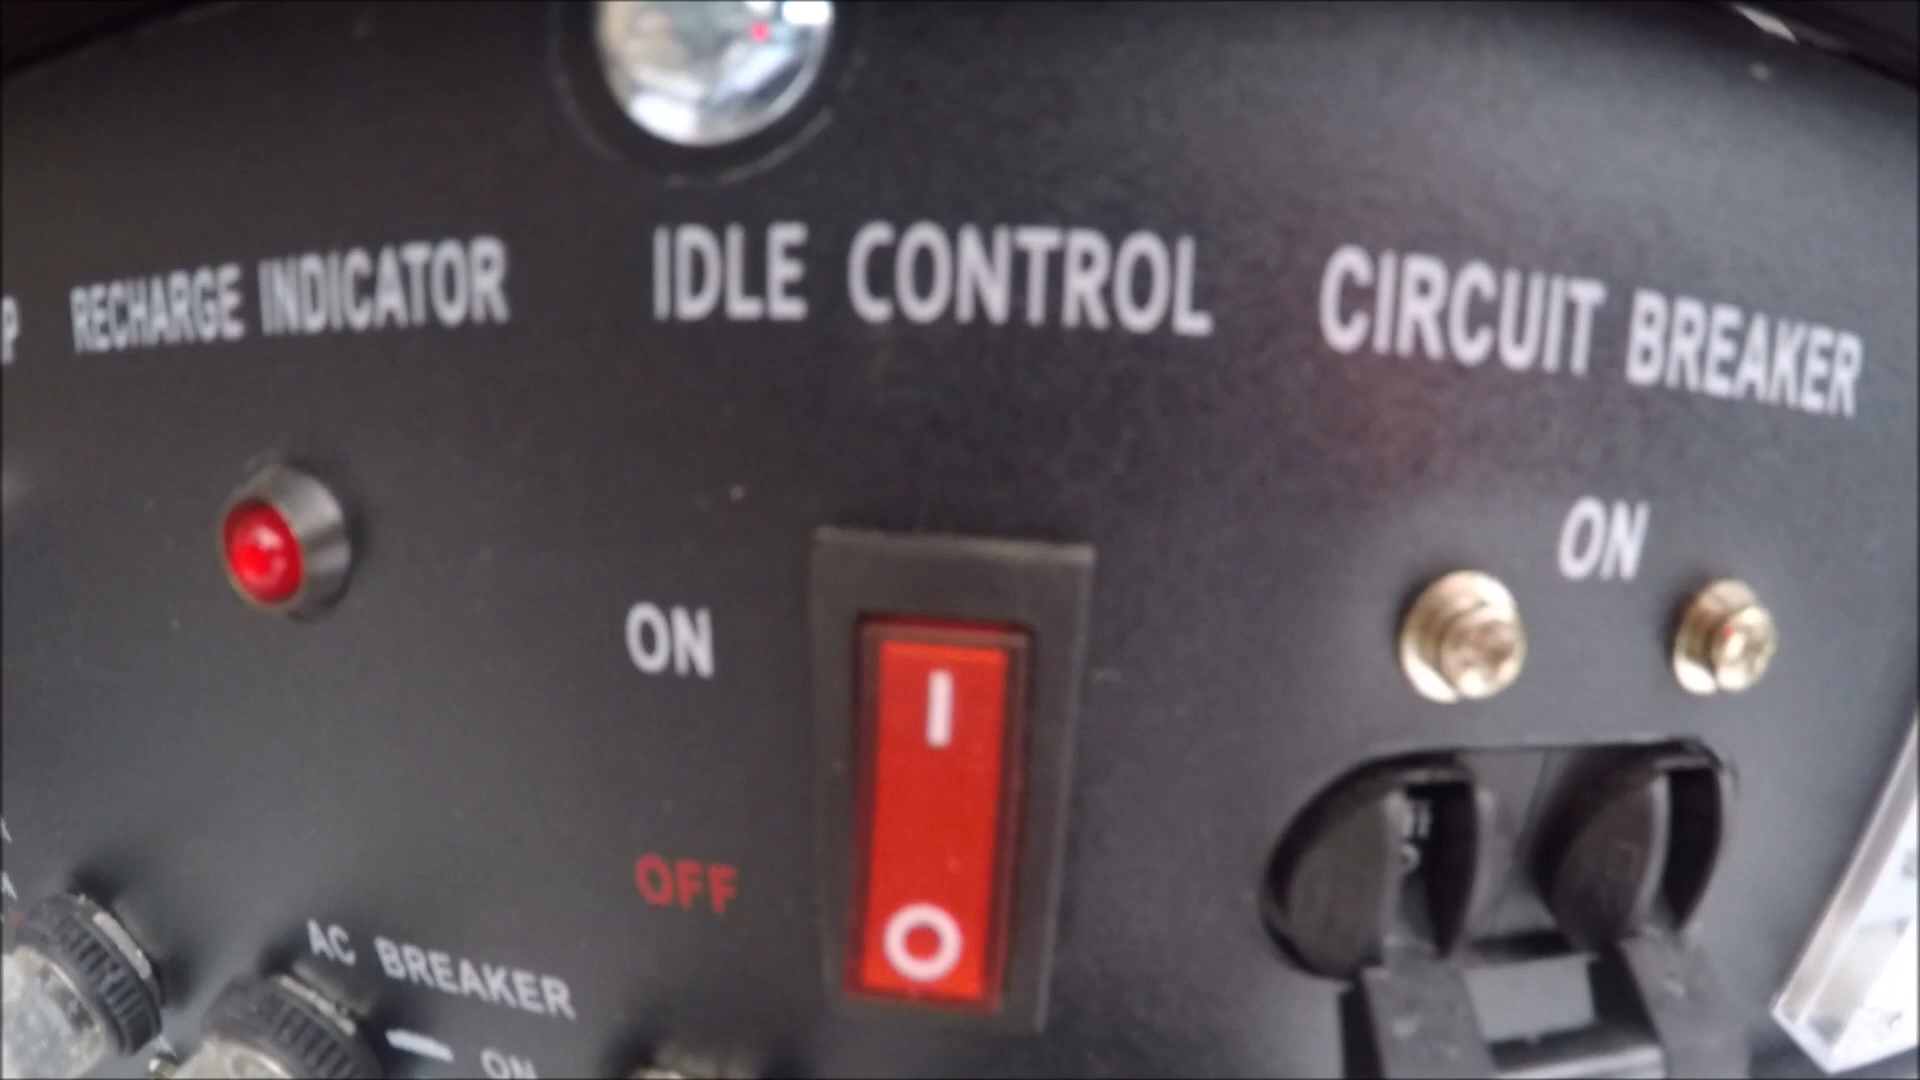 RECHARGE INDICATOR
IDLE CONTROL
CIRCUIT BREAKER
ON
ON
I
OFF
O
AC BREAKER
ON